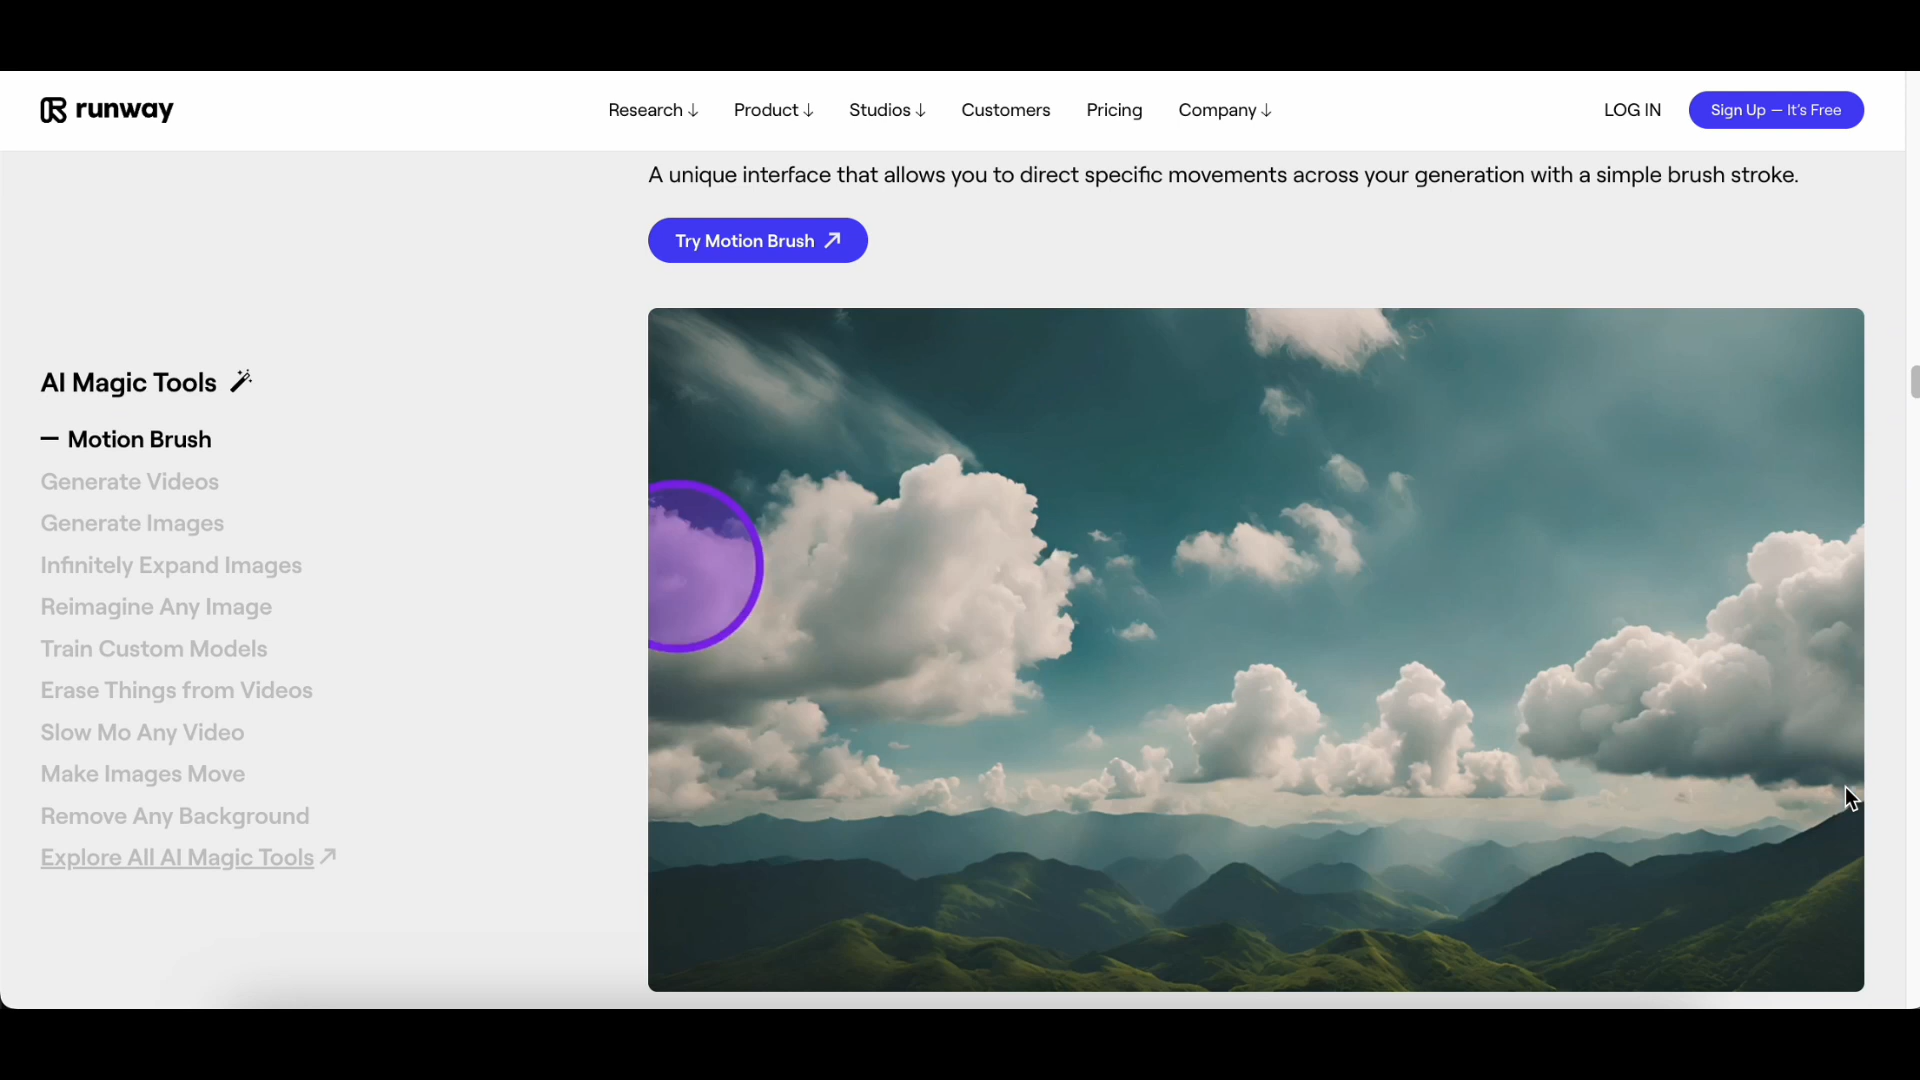 runway
Research ↓ Product ↓ Studios ↓ Customers Pricing Company ↓ LOG IN Sign Up — It's Free
A unique interface that allows you to direct specific movements across your generation with a simple brush stroke.
Try Motion Brush ↗
AI Magic Tools
— Motion Brush
Generate Videos
Generate Images
Infinitely Expand Images
Reimagine Any Image
Train Custom Models
Erase Things from Videos
Slow Mo Any Video
Make Images Move
Remove Any Background
Explore All AI Magic Tools ↗